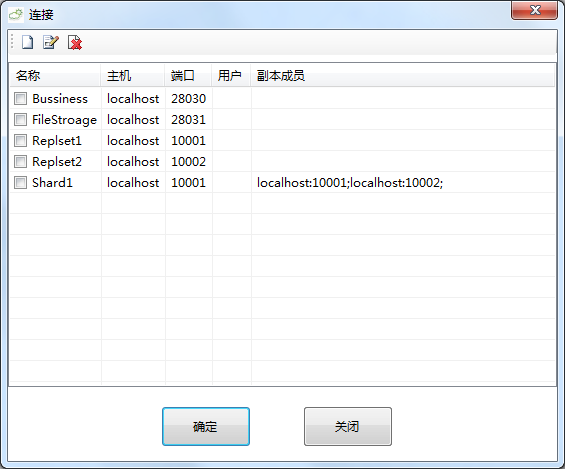 连接
名称 主机 端口 用户 副本成员
Bussiness localhost 28030
FileStroage localhost 28031
Replset1 localhost 10001
Replset2 localhost 10002
Shard1 localhost 10001 localhost:10001;localhost:10002;
确定 关闭